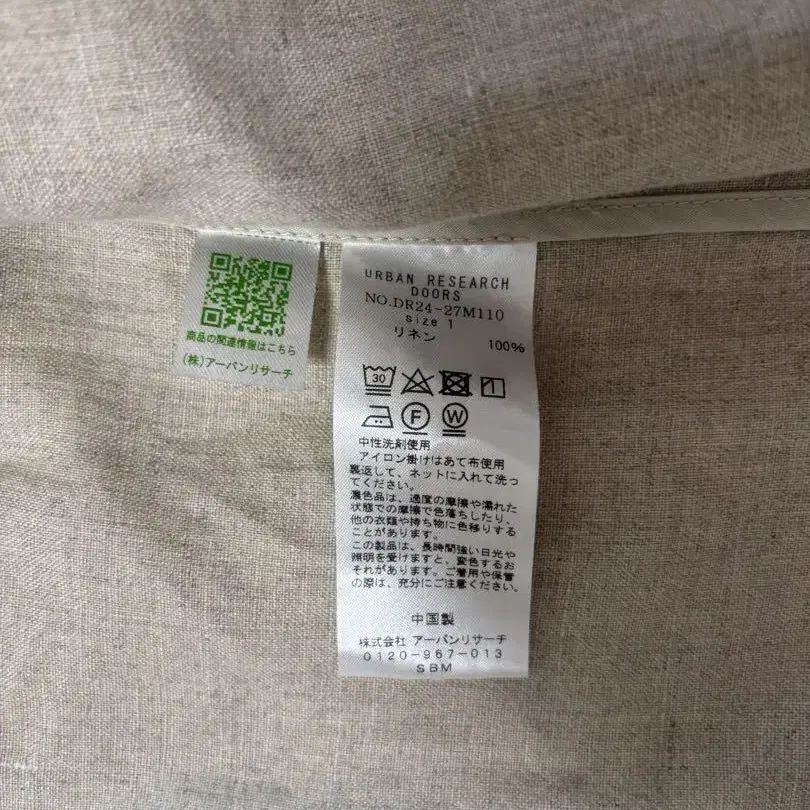 商品の関連情報はこちら
(株)アーバンリサーチ
URBAN RESEARCH
DOORS
NO.DR24-27M110
size 1
リネン 100%
30
F W
中性洗剤使用
アイロン掛けはあて布使用
裏返して、ネットに入れて洗っ
てください。
濃色品は、過度の摩擦や濡れた
状態での摩擦で色落ちしたり、
他の衣類や持ち物に色移りする
ことがあります。
この製品は、長時間強い日光や
照明を受けますと、変色するお
それがあります。ご着用や保管
の際は、充分にご注意ください。
中国製
株式会社 アーバンリサーチ
0120-967-013
SBM